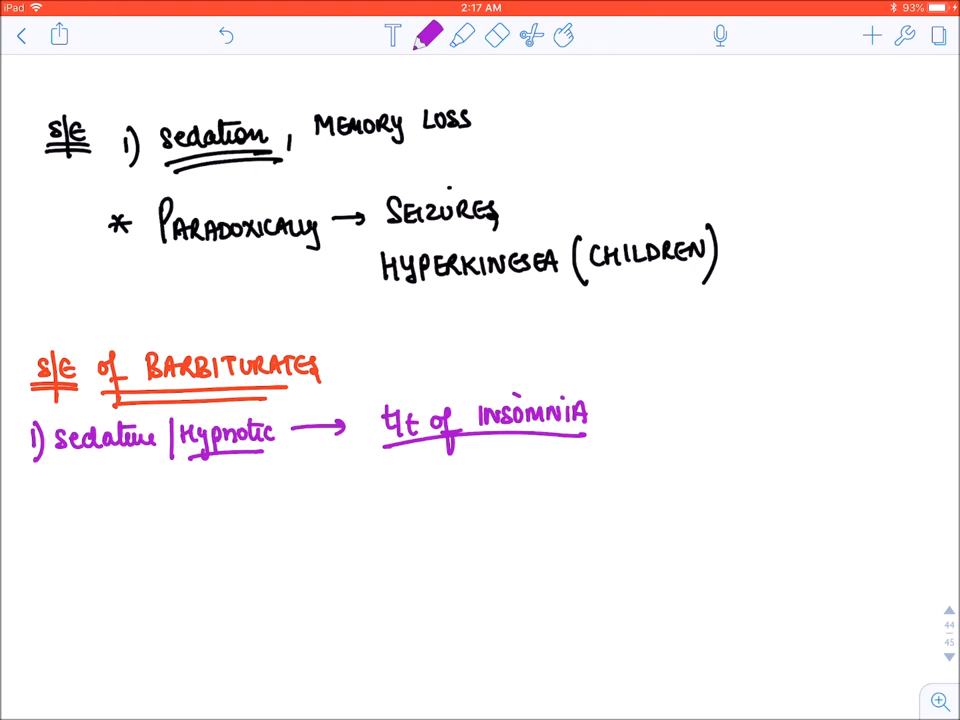 iPad 2:17 AM 93%
T
S/E 1) Sedation, MEMORY LOSS
* PARADOXICALLY → SEIZURES,
HYPERKINESEA (CHILDREN)
S/E of BARBITURATES
1) Sedative | Hypnotic → t/t of INSOMNIA
44
45